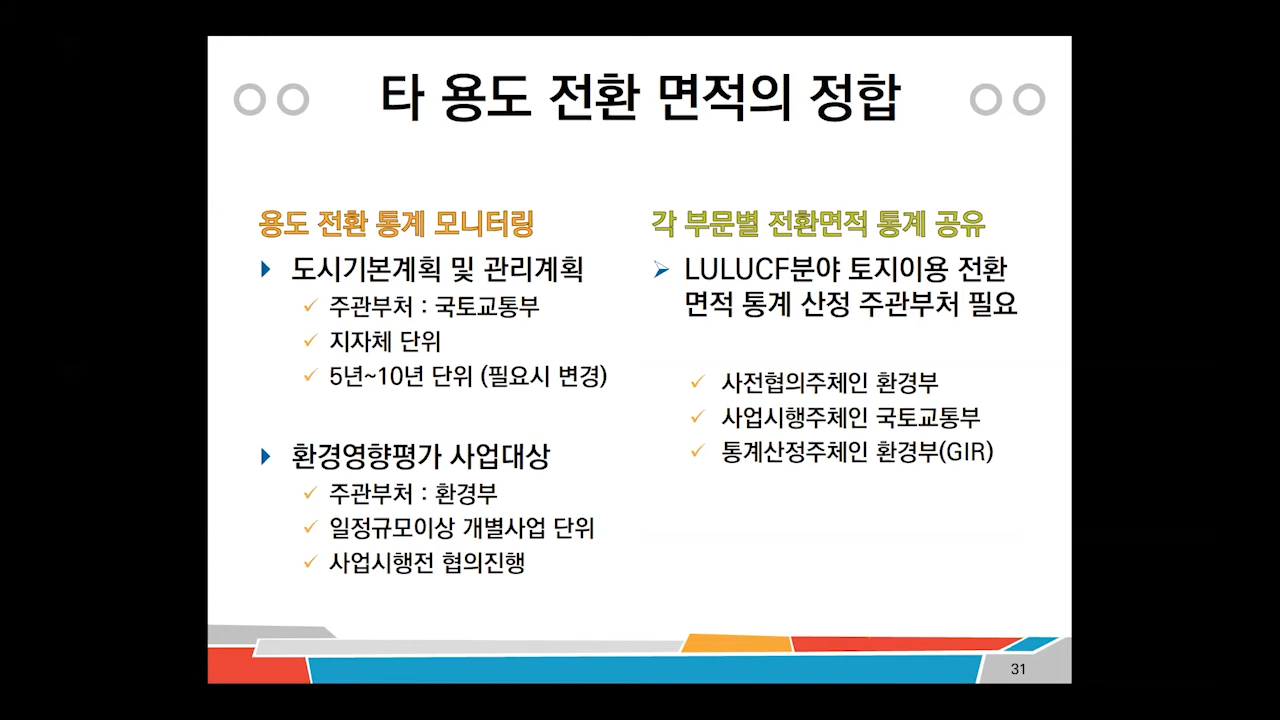 타 용도 전환 면적의 정합
용도 전환 통계 모니터링
도시기본계획 및 관리계획
주관부처 : 국토교통부
지자체 단위
5년~10년 단위 (필요시 변경)
환경영향평가 사업대상
주관부처 : 환경부
일정규모이상 개별사업 단위
사업시행전 협의진행
각 부문별 전환면적 통계 공유
LULUCF분야 토지이용 전환
면적 통계 산정 주관부처 필요
사전협의주체인 환경부
사업시행주체인 국토교통부
통계산정주체인 환경부(GIR)
31